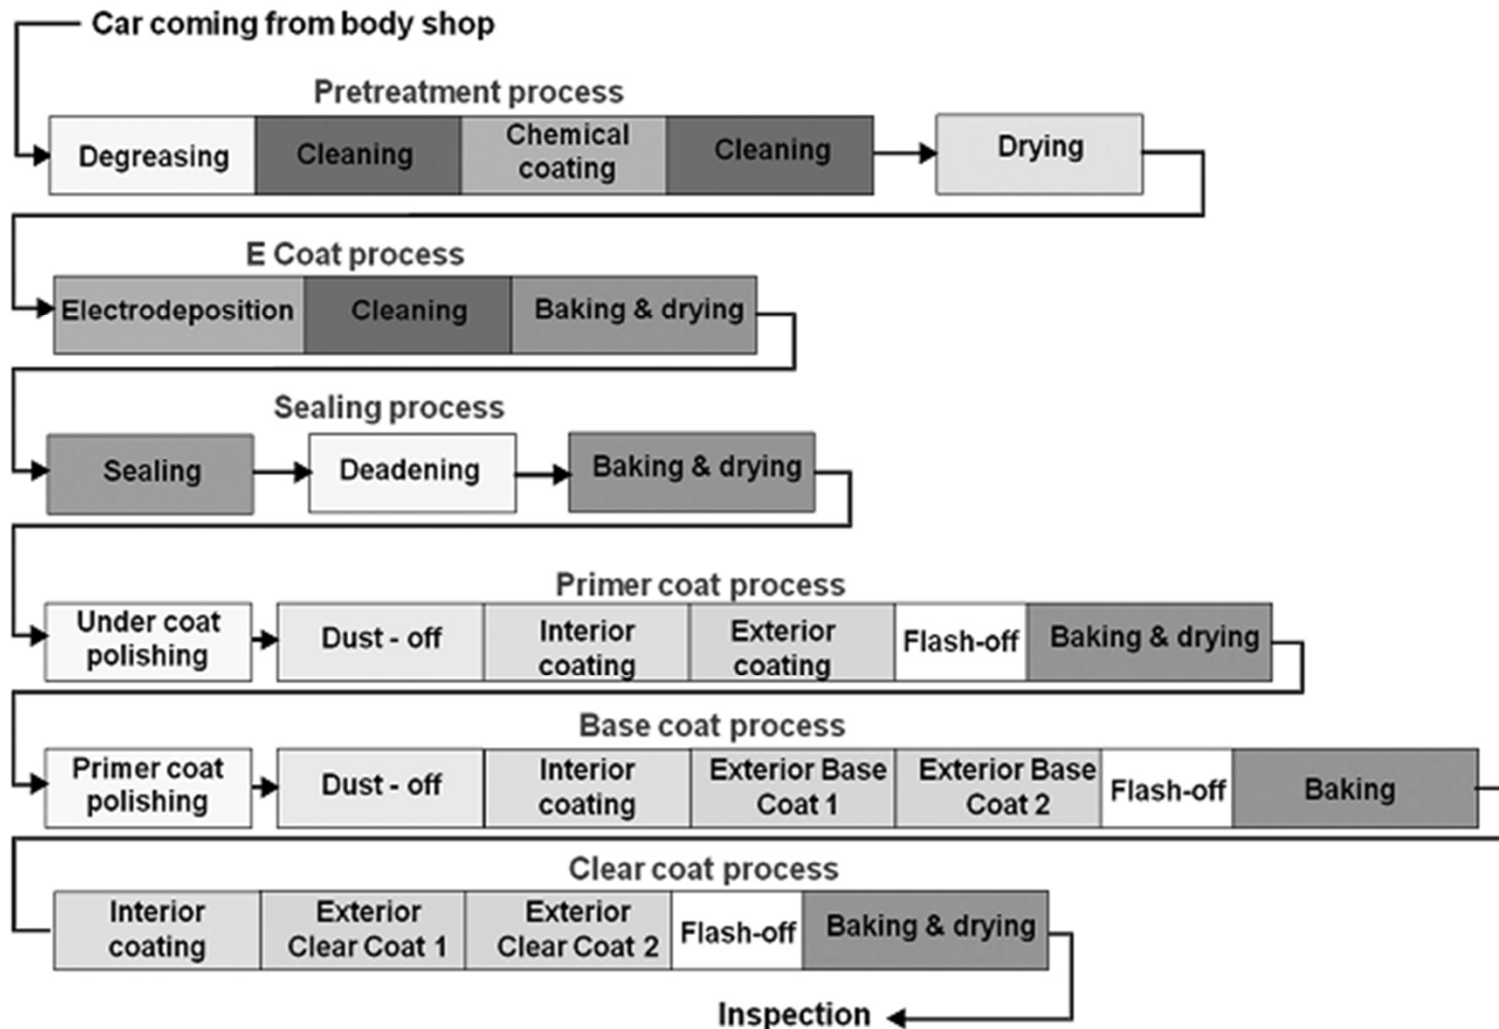 Car coming from body shop
Pretreatment process
Degreasing
Cleaning
Chemical
coating
Cleaning
Drying
E Coat process
Electrodeposition
Cleaning
Baking & drying
Sealing process
Sealing
Deadening
Baking & drying
Primer coat process
Under coat
polishing
Dust - off
Interior
coating
Exterior
coating
Flash-off
Baking & drying
Base coat process
Primer coat
polishing
Dust - off
Interior
coating
Exterior Base
Coat 1
Exterior Base
Coat 2
Flash-off
Baking
Clear coat process
Interior
coating
Exterior
Clear Coat 1
Exterior
Clear Coat 2
Flash-off
Baking & drying
Inspection